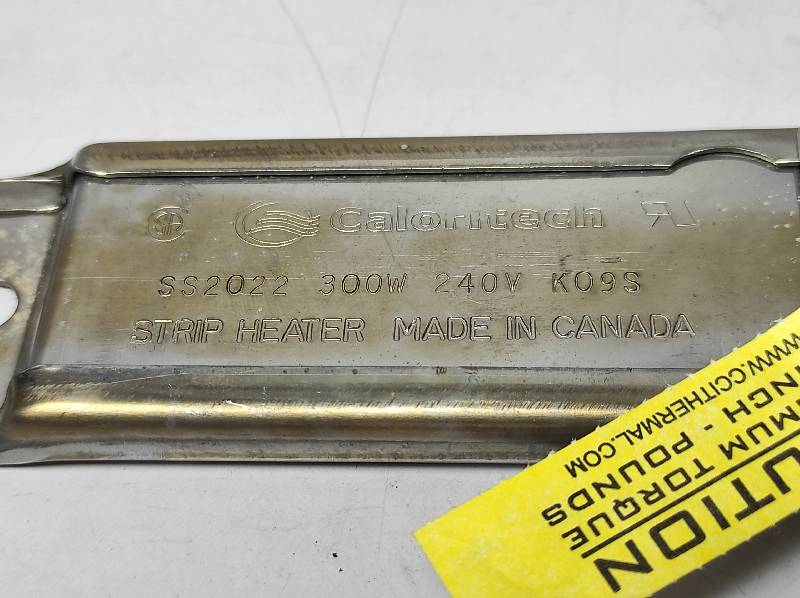 Caloritech
SS2022 300W 240V K09S
STRIP HEATER MADE IN CANADA
UTION
MUM TORQUE
INCH - POUNDS
WWW.CCITHERMAL.COM